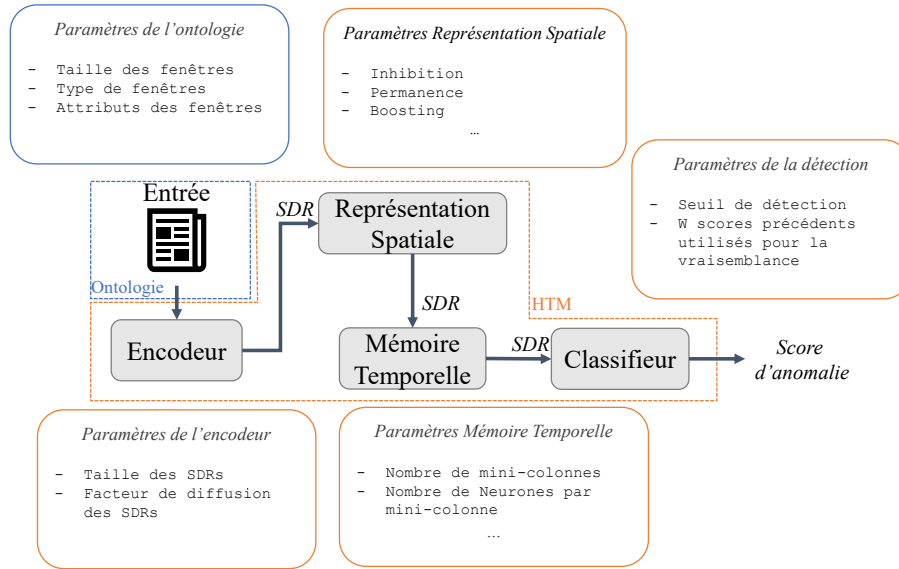 Paramètres de l'ontologie
- Taille des fenêtres
- Type de fenêtres
- Attributs des fenêtres
Paramètres Représentation Spatiale
- Inhibition
- Permanence
- Boosting
…
Paramètres de la détection
- Seuil de détection
- W scores précédents
utilisés pour la
vraisemblance
Entrée
Ontologie
SDR
Représentation
Spatiale
SDR
HTM
Encodeur
Mémoire
Temporelle
SDR
Classifieur
Score
d'anomalie
Paramètres de l'encodeur
- Taille des SDRs
- Facteur de diffusion
des SDRs
Paramètres Mémoire Temporelle
- Nombre de mini-colonnes
- Nombre de Neurones par
mini-colonne
…